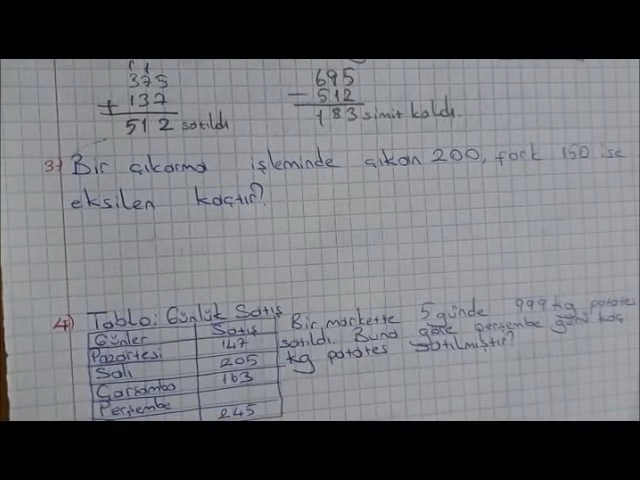 1 1
375
+ 137
512 satıldı
695
- 512
183 simit kaldı.
3) Bir çıkarma işleminde çıkan 200, fark 150 ise
eksilen kaçtır?
4) Tablo: Günlük Satış
Günler Satış
Pazartesi 147
Salı 205
Çarşamba 163
Perşembe
245
Bir markette 5 günde 999 kg patates
satıldı. Buna göre perşembe günü kaç
kg patates satılmıştır?